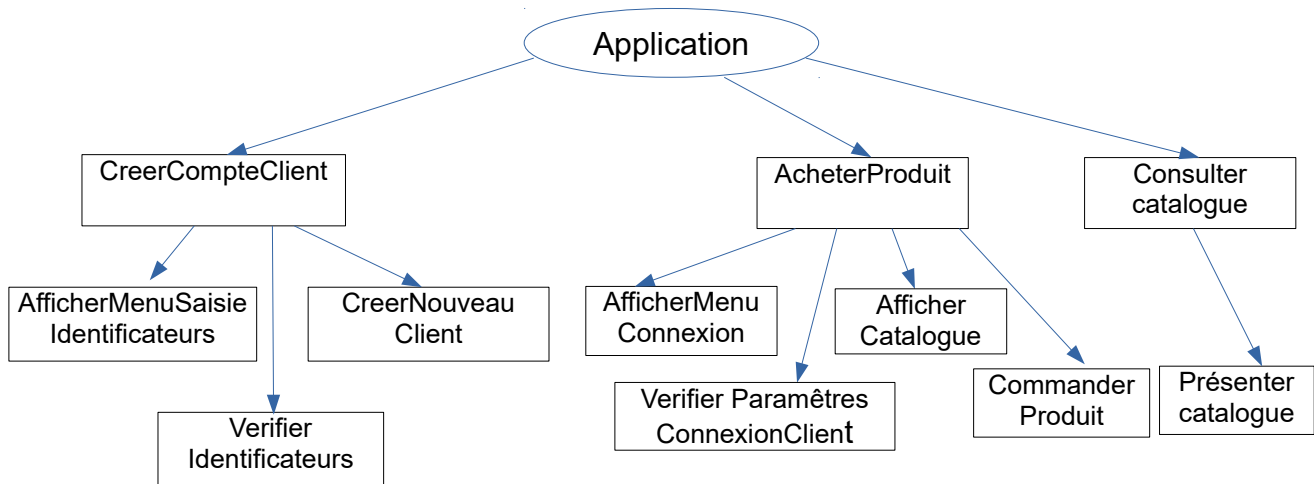 Application
CreerCompteClient
AcheterProduit
Consulter
catalogue
AfficherMenuSaisie
Identificateurs
CreerNouveau
Client
AfficherMenu
Connexion
Afficher
Catalogue
Verifier
Identificateurs
Verifier Paramêtres
ConnexionClient
Commander
Produit
Présenter
catalogue